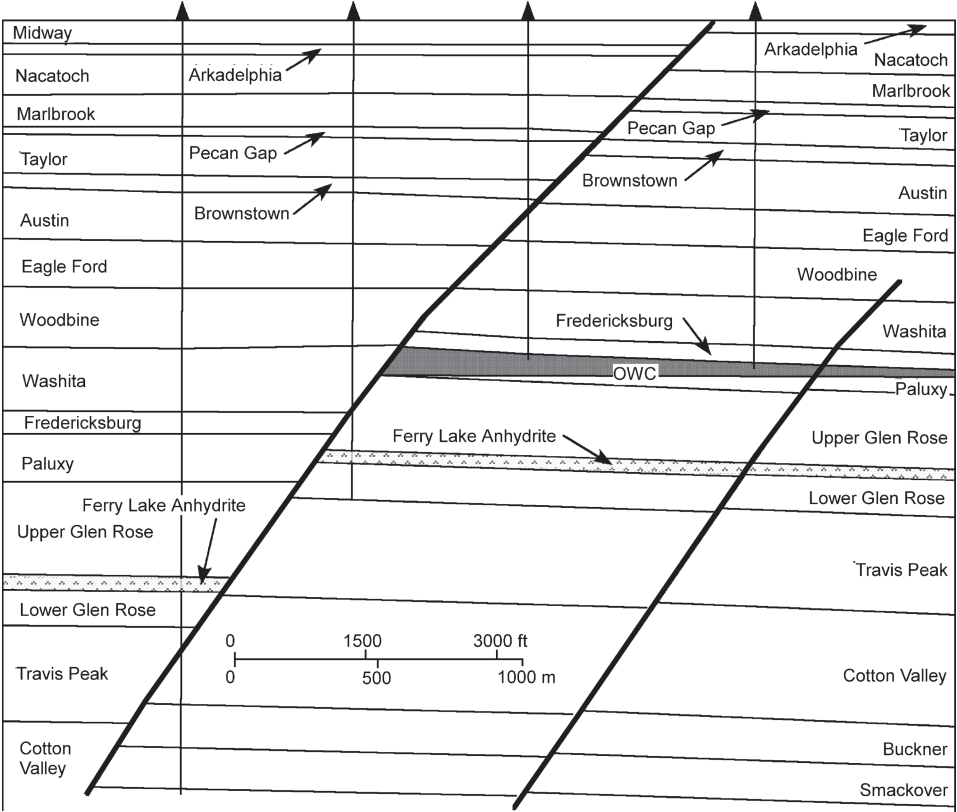 Midway
Arkadelphia
Nacatoch
Marlbrook
Pecan Gap
Taylor
Brownstown
Austin
Eagle Ford
Woodbine
Washita
Fredericksburg
Paluxy
Ferry Lake Anhydrite
Upper Glen Rose
Lower Glen Rose
Travis Peak
Cotton
Valley
Arkadelphia
Nacatoch
Marlbrook
Pecan Gap
Taylor
Brownstown
Austin
Eagle Ford
Woodbine
Fredericksburg
Washita
OWC
Paluxy
Ferry Lake Anhydrite
Upper Glen Rose
Lower Glen Rose
Travis Peak
0 1500 3000 ft
0 500 1000 m
Cotton Valley
Buckner
Smackover